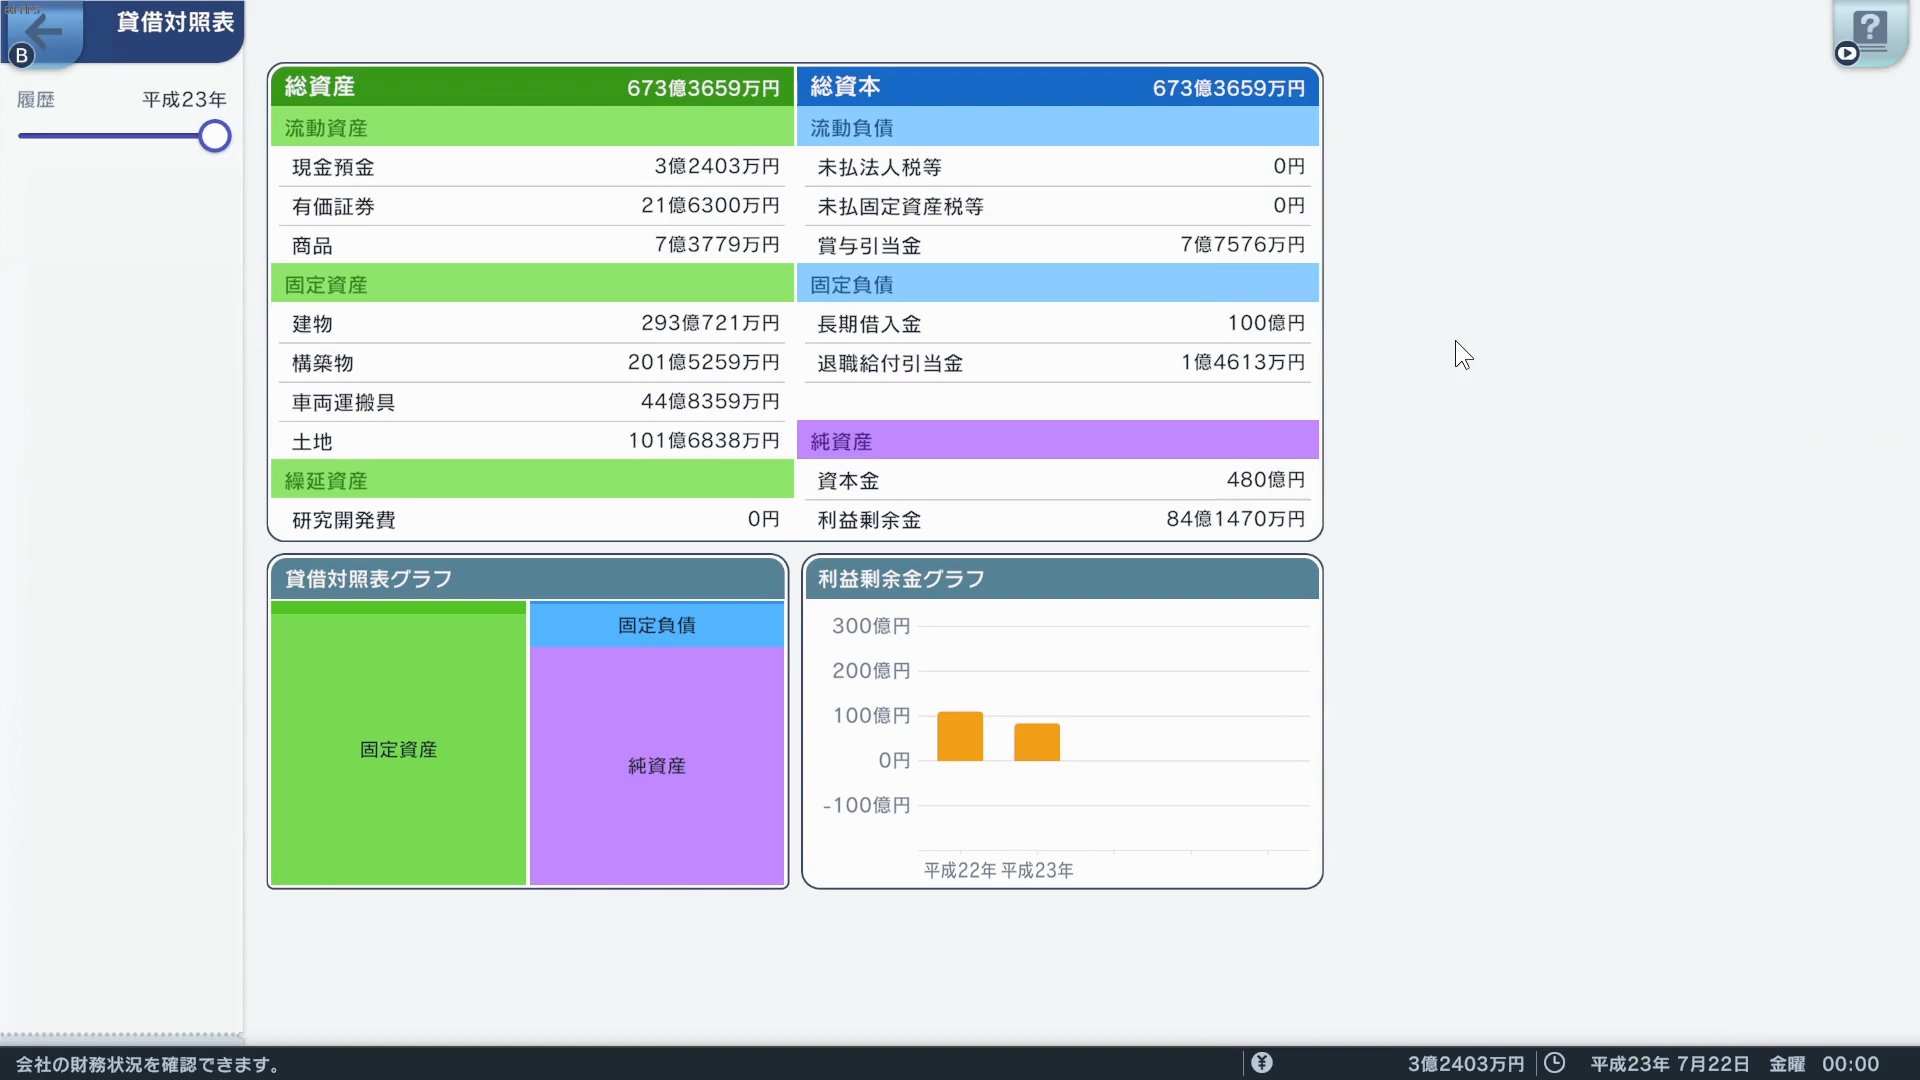 貸借対照表
B
履歴 平成23年
総資産 673億3659万円
流動資産
現金預金 3億2403万円
有価証券 21億6300万円
商品 7億3779万円
固定資産
建物 293億721万円
構築物 201億5259万円
車両運搬具 44億8359万円
土地 101億6838万円
繰延資産
研究開発費 0円
総資本 673億3659万円
流動負債
未払法人税等 0円
未払固定資産税等 0円
賞与引当金 7億7576万円
固定負債
長期借入金 100億円
退職給付引当金 1億4613万円
純資産
資本金 480億円
利益剰余金 84億1470万円
貸借対照表グラフ
固定資産
固定負債
純資産
利益剰余金グラフ
300億円
200億円
100億円
0円
-100億円
平成22年 平成23年
会社の財務状況を確認できます。
¥ 3億2403万円 平成23年 7月22日 金曜 00:00
?